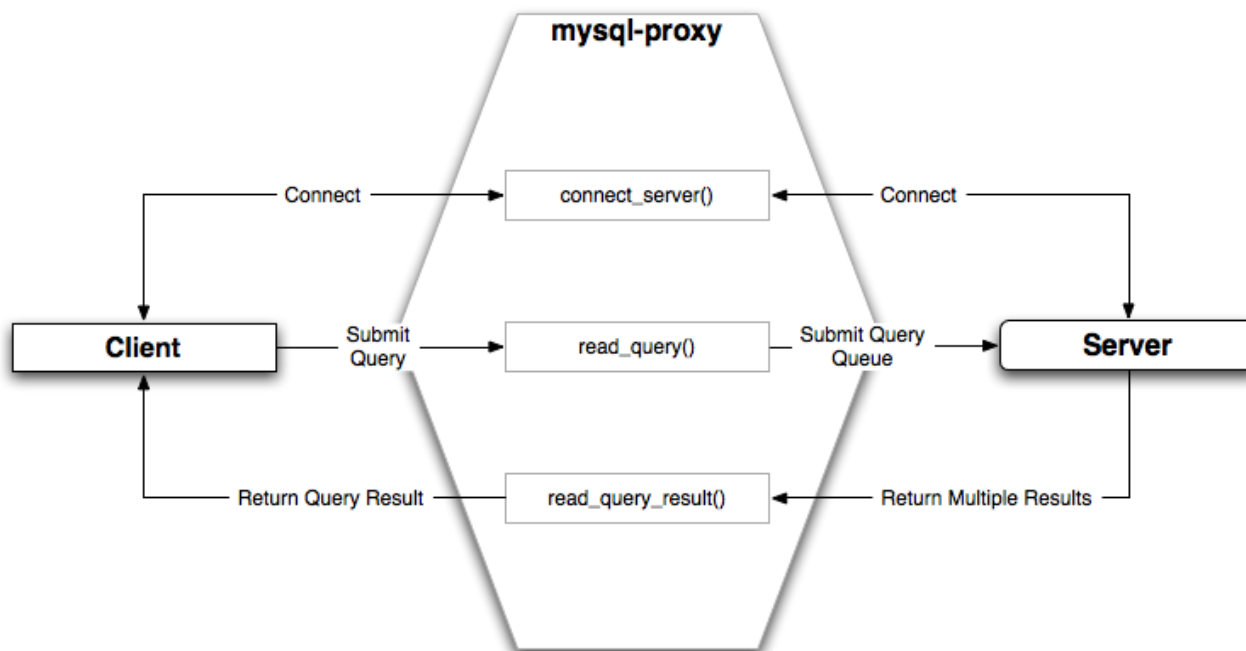 mysql-proxy
Connect
connect_server()
Connect
Client
Submit
Query
read_query()
Submit Query
Queue
Server
Return Query Result
read_query_result()
Return Multiple Results